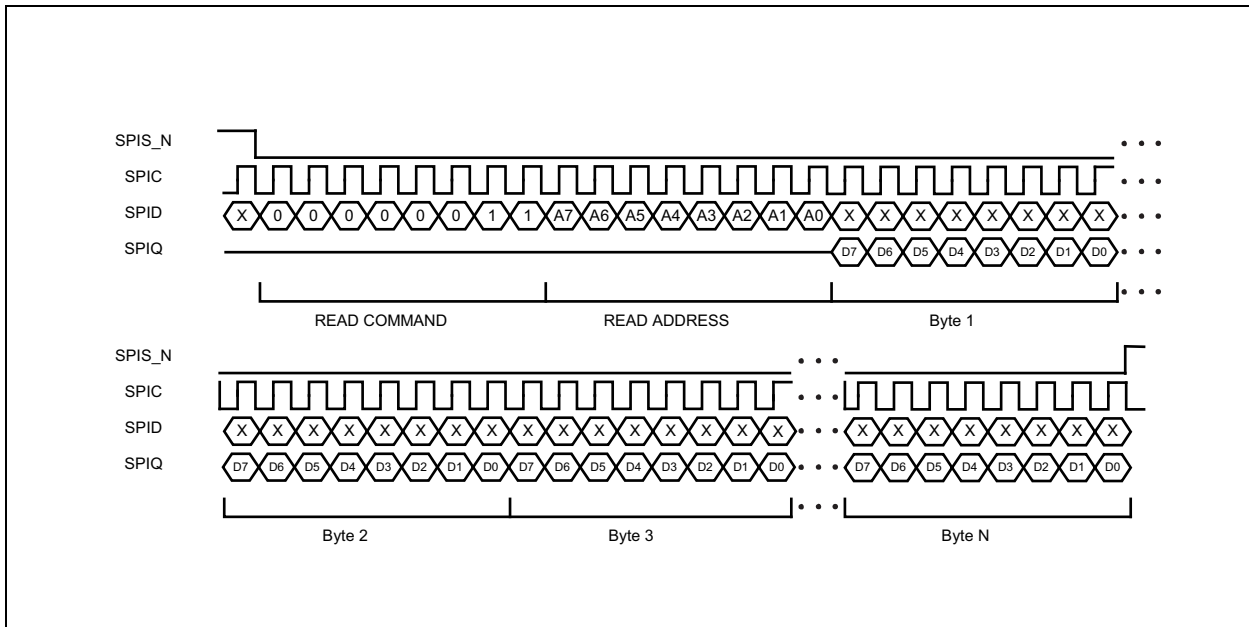 SPIS_N
SPIC
SPID X 0 0 0 0 0 0 1 1 A7 A6 A5 A4 A3 A2 A1 A0 X X X X X X X X
SPIQ D7 D6 D5 D4 D3 D2 D1 D0
READ COMMAND READ ADDRESS Byte 1
SPIS_N
SPIC
SPID X X X X X X X X X X X X X X X X X X X X X X X X
SPIQ D7 D6 D5 D4 D3 D2 D1 D0 D7 D6 D5 D4 D3 D2 D1 D0 D7 D6 D5 D4 D3 D2 D1 D0
Byte 2 Byte 3 Byte N